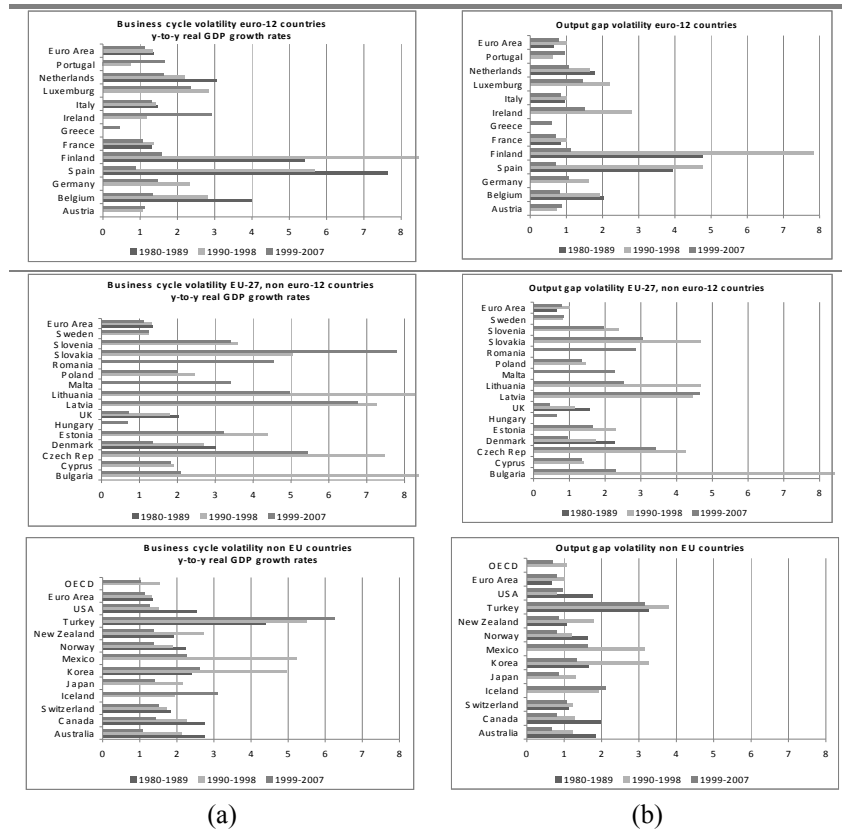 Business cycle volatility euro-12 countries
y-to-y real GDP growth rates
Euro Area
Portugal
Netherlands
Luxemburg
Italy
Ireland
Greece
France
Finland
Spain
Germany
Belgium
Austria
0 1 2 3 4 5 6 7 8
1980-1989 1990-1998 1999-2007
Output gap volatility euro-12 countries
Euro Area
Portugal
Netherlands
Luxemburg
Italy
Ireland
Greece
France
Finland
Spain
Germany
Belgium
Austria
0 1 2 3 4 5 6 7 8
1980-1989 1990-1998 1999-2007
Business cycle volatility EU-27, non euro-12 countries
y-to-y real GDP growth rates
Euro Area
Sweden
Slovenia
Slovakia
Romania
Poland
Malta
Lithuania
Latvia
UK
Hungary
Estonia
Denmark
Czech Rep
Cyprus
Bulgaria
0 1 2 3 4 5 6 7 8
1980-1989 1990-1998 1999-2007
Output gap volatility EU-27, non euro-12 countries
Euro Area
Sweden
Slovenia
Slovakia
Romania
Poland
Malta
Lithuania
Latvia
UK
Hungary
Estonia
Denmark
Czech Rep
Cyprus
Bulgaria
0 1 2 3 4 5 6 7 8
1980-1989 1990-1998 1999-2007
Business cycle volatility non EU countries
y-to-y real GDP growth rates
OECD
Euro Area
USA
Turkey
New Zealand
Norway
Mexico
Korea
Japan
Iceland
Switzerland
Canada
Australia
0 1 2 3 4 5 6 7 8
1980-1989 1990-1998 1999-2007
Output gap volatility non EU countries
OECD
Euro Area
USA
Turkey
New Zealand
Norway
Mexico
Korea
Japan
Iceland
Switzerland
Canada
Australia
0 1 2 3 4 5 6 7 8
1980-1989 1990-1998 1999-2007
(a) (b)